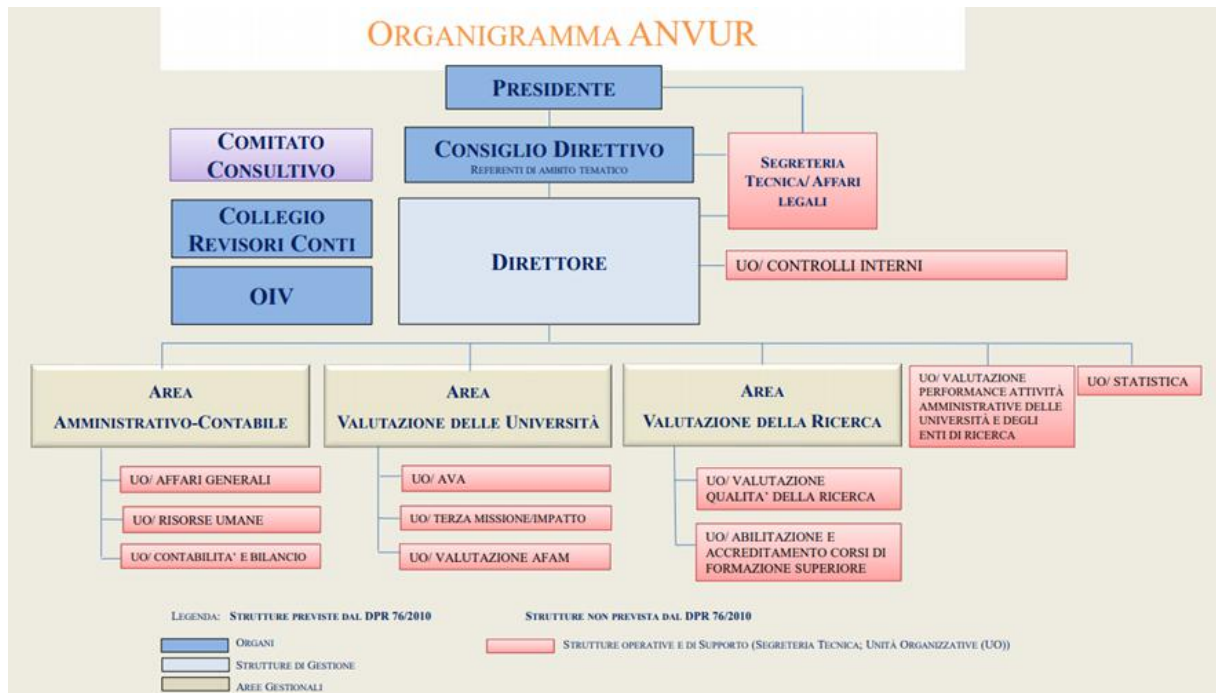 ORGANIGRAMMA ANVUR
PRESIDENTE
COMITATO
CONSULTIVO
CONSIGLIO DIRETTIVO
REFERENTI DI AMBITO TEMATICO
SEGRETERIA
TECNICA/ AFFARI
LEGALI
COLLEGIO
REVISORI CONTI
DIRETTORE
UO/ CONTROLLI INTERNI
OIV
AREA
AMMINISTRATIVO-CONTABILE
AREA
VALUTAZIONE DELLE UNIVERSITÀ
AREA
VALUTAZIONE DELLA RICERCA
UO/ VALUTAZIONE
PERFORMANCE ATTIVITÀ
AMMINISTRATIVE DELLE
UNIVERSITÀ E DEGLI
ENTI DI RICERCA
UO/ STATISTICA
UO/ AFFARI GENERALI
UO/ RISORSE UMANE
UO/ CONTABILITA' E BILANCIO
UO/ AVA
UO/ TERZA MISSIONE/IMPATTO
UO/ VALUTAZIONE AFAM
UO/ VALUTAZIONE
QUALITA' DELLA RICERCA
UO/ ABILITAZIONE E
ACCREDITAMENTO CORSI DI
FORMAZIONE SUPERIORE
LEGENDA: STRUTTURE PREVISTE DAL DPR 76/2010
STRUTTURE NON PREVISTA DAL DPR 76/2010
ORGANI
STRUTTURE OPERATIVE E DI SUPPORTO (SEGRETERIA TECNICA; UNITÀ ORGANIZZATIVE (UO))
STRUTTURE DI GESTIONE
AREE GESTIONALI